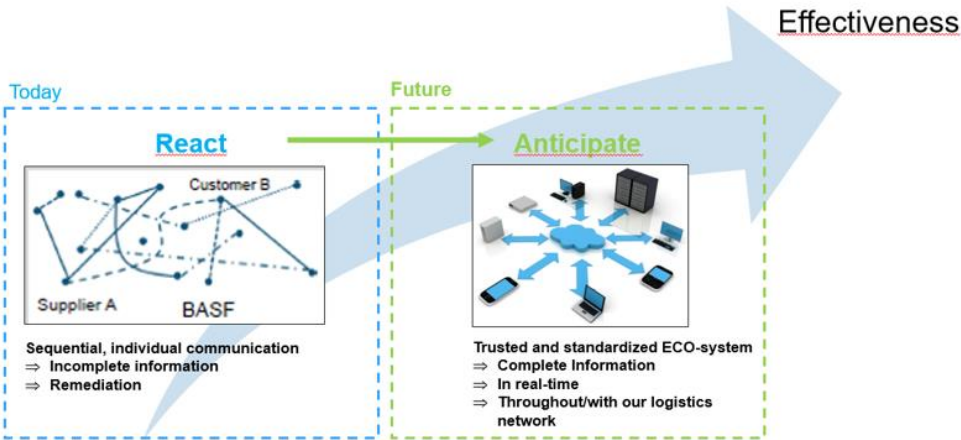 Effectiveness
Today
Future
React
Anticipate
Customer B
Supplier A
BASF
Sequential, individual communication
⇒ Incomplete information
⇒ Remediation
Trusted and standardized ECO-system
⇒ Complete Information
⇒ In real-time
⇒ Throughout/with our logistics
network